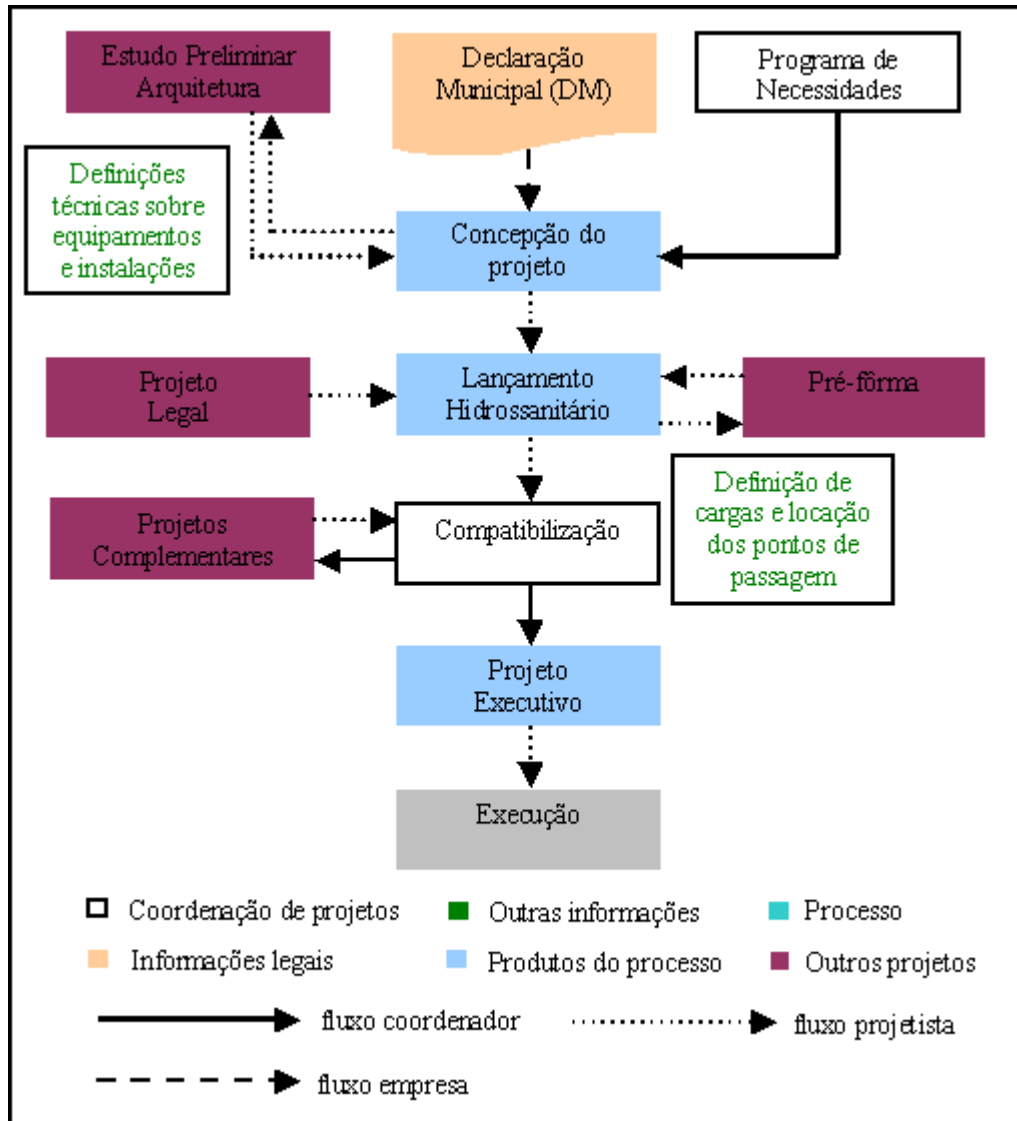 Estudo Preliminar
Arquitetura
Declaração
Municipal (DM)
Programa de
Necessidades
Definições
técnicas sobre
equipamentos
e instalações
Concepção do
projeto
Projeto
Legal
Lançamento
Hidrossanitário
Pré-fôrma
Projetos
Complementares
Compatibilização
Definição de
cargas e locação
dos pontos de
passagem
Projeto
Executivo
Execução
Coordenação de projetos
Outras informações
Processo
Informações legais
Produtos do processo
Outros projetos
fluxo coordenador
fluxo projetista
fluxo empresa